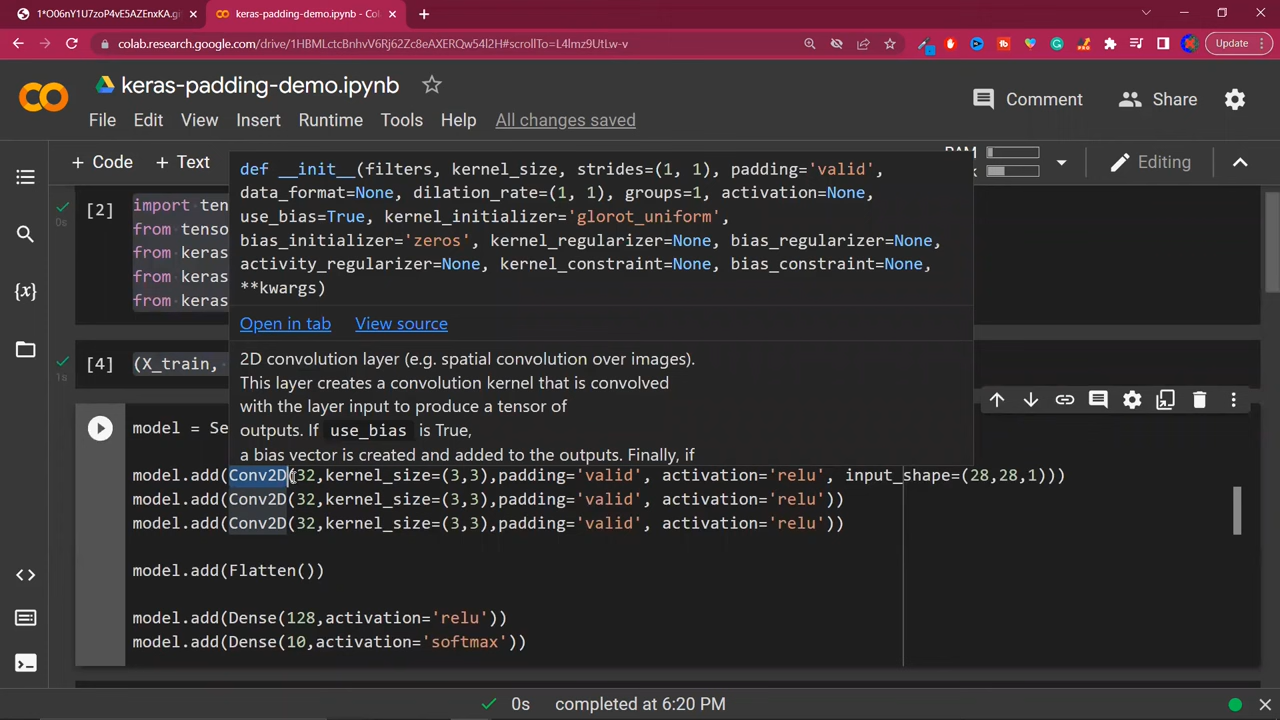 1*O06nY1U7zoP4vE5AZEnxKA.gi
keras-padding-demo.ipynb - Cola
colab.research.google.com/drive/1HBMLctcBnhvV6Rj62Zc8eAXERQw54l2H#scrollTo=L4lmz9UtLw-v
Update
keras-padding-demo.ipynb
File Edit View Insert Runtime Tools Help All changes saved
Comment
Share
+ Code + Text
RAM
Editing
def __init__(filters, kernel_size, strides=(1, 1), padding='valid',
data_format=None, dilation_rate=(1, 1), groups=1, activation=None,
use_bias=True, kernel_initializer='glorot_uniform',
bias_initializer='zeros', kernel_regularizer=None, bias_regularizer=None,
activity_regularizer=None, kernel_constraint=None, bias_constraint=None,
**kwargs)
Open in tab View source
2D convolution layer (e.g. spatial convolution over images).
This layer creates a convolution kernel that is convolved
with the layer input to produce a tensor of
outputs. If use_bias is True,
a bias vector is created and added to the outputs. Finally, if
[2] import ten
0s from tenso
from keras
from keras
from keras
[4] (X_train,
1s
model = Se
model.add(Conv2D(32,kernel_size=(3,3),padding='valid', activation='relu', input_shape=(28,28,1)))
model.add(Conv2D(32,kernel_size=(3,3),padding='valid', activation='relu'))
model.add(Conv2D(32,kernel_size=(3,3),padding='valid', activation='relu'))
model.add(Flatten())
model.add(Dense(128,activation='relu'))
model.add(Dense(10,activation='softmax'))
0s completed at 6:20 PM